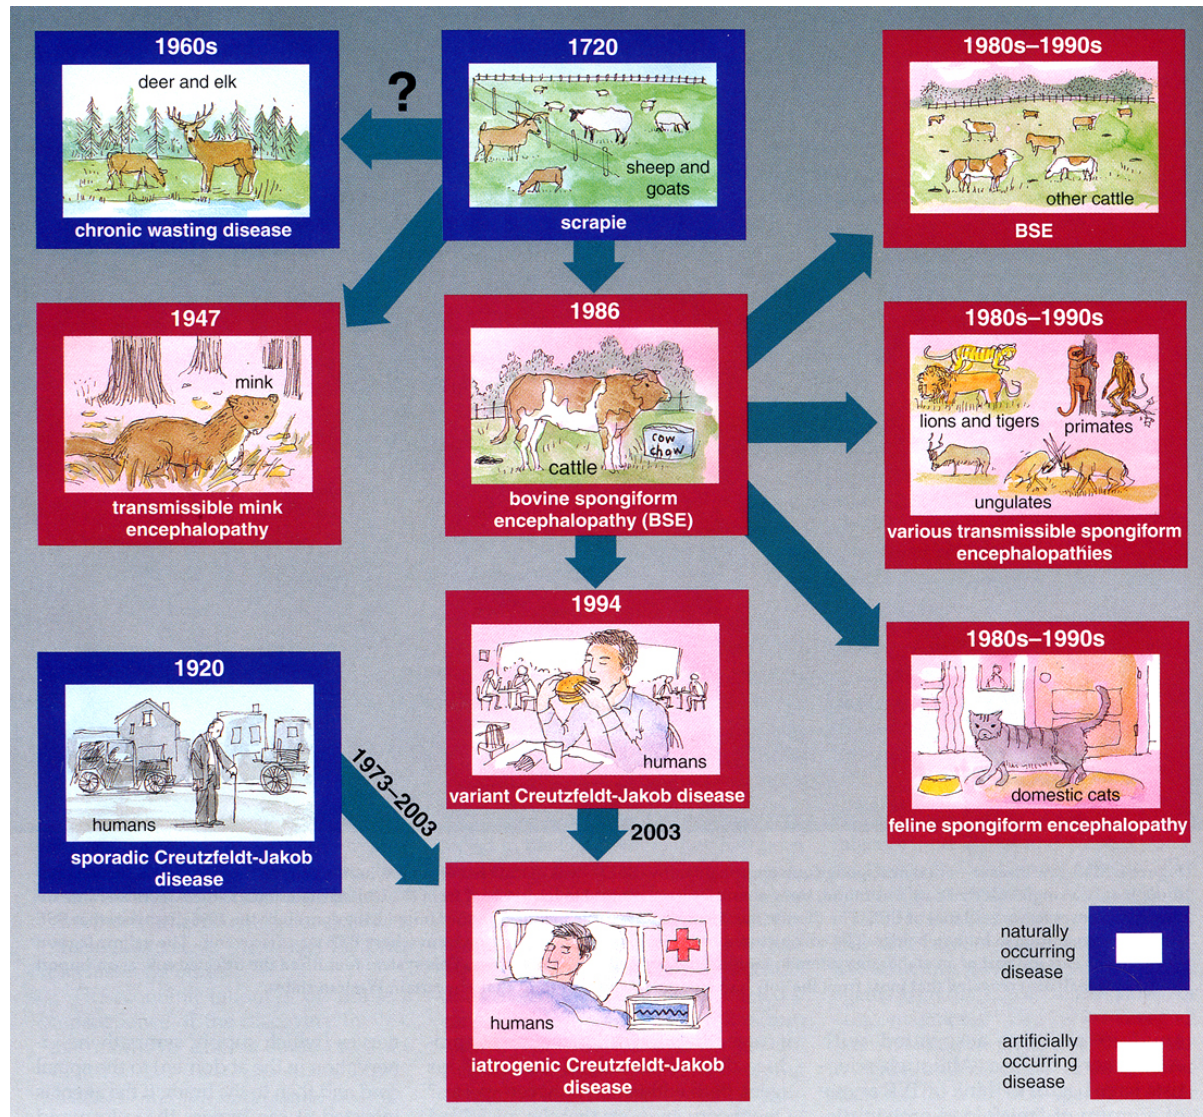 1960s
deer and elk
chronic wasting disease
?
1720
sheep and
goats
scrapie
1980s–1990s
other cattle
BSE
1947
mink
transmissible mink
encephalopathy
1986
cow
chow
cattle
bovine spongiform
encephalopathy (BSE)
1980s–1990s
lions and tigers
primates
ungulates
various transmissible spongiform
encephalopathies
1994
humans
variant Creutzfeldt-Jakob disease
1980s–1990s
domestic cats
feline spongiform encephalopathy
1920
humans
sporadic Creutzfeldt-Jakob
disease
1973–2003
2003
humans
iatrogenic Creutzfeldt-Jakob
disease
naturally
occurring
disease
artificially
occurring
disease